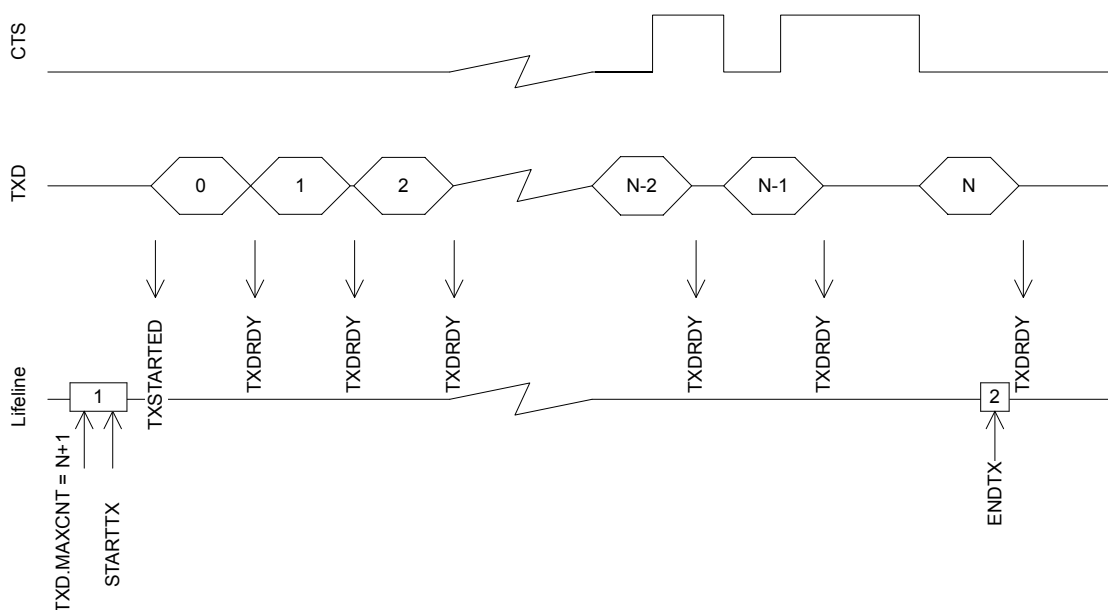 CTS
TXD
0
1
2
N-2
N-1
N
TXSTARTED
TXDRDY
TXDRDY
TXDRDY
TXDRDY
TXDRDY
TXDRDY
Lifeline
1
2
TXD.MAXCNT = N+1
STARTTX
ENDTX